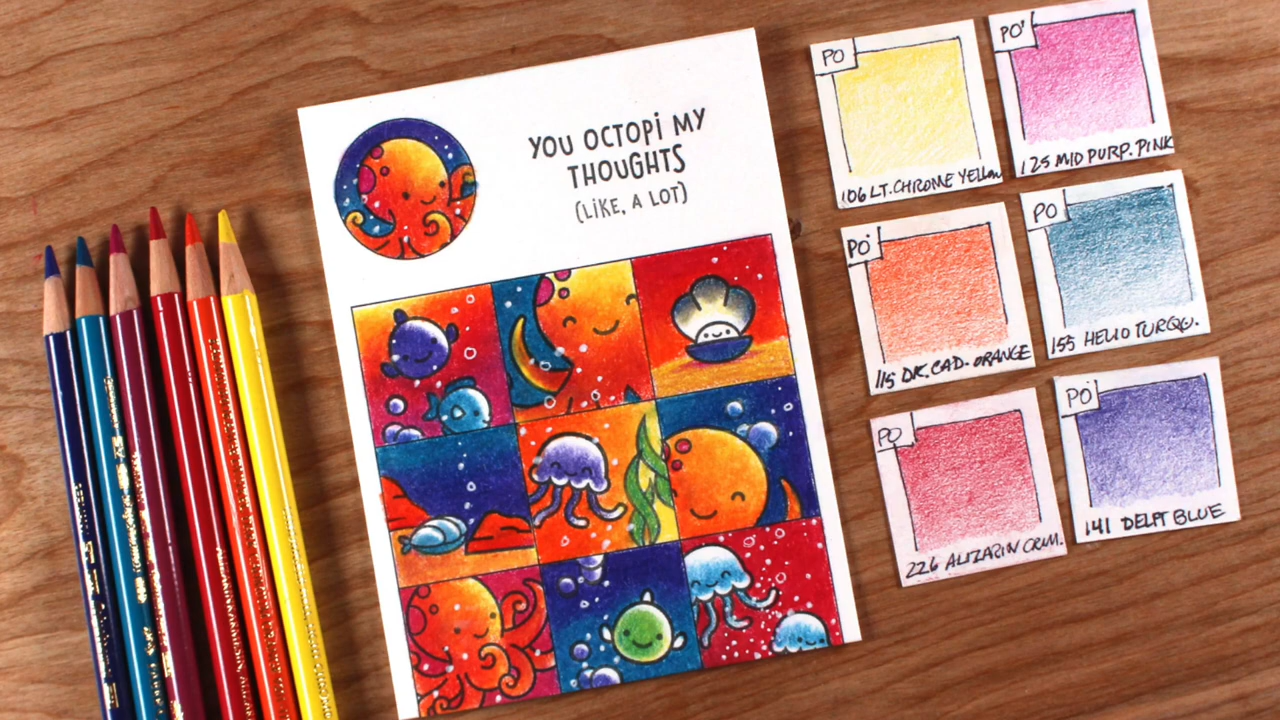 YOU OCTOPI MY
THOUGHTS
(LIKE, A LOT)
PO
106 LT. CHROME YELLOW
PO
125 MID PURP. PINK
PO
115 DK. CAD. ORANGE
PO
155 HELIO TURQU.
PO
226 ALIZARIN CRIM.
PO
141 DELFT BLUE